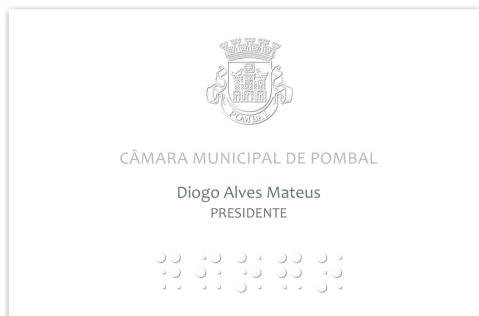 POMBAL
CÂMARA MUNICIPAL DE POMBAL
Diogo Alves Mateus
PRESIDENTE